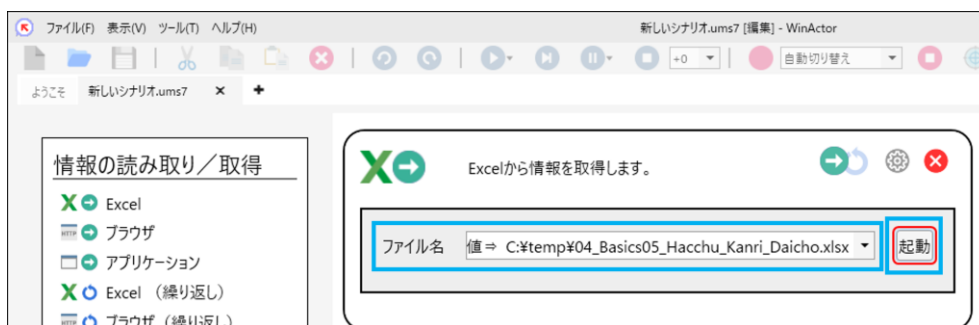 ファイル(F) 表示(V) ツール(T) ヘルプ(H)
新しいシナリオ.ums7 [編集] - WinActor
+0
自動切り替え
ようこそ 新しいシナリオ.ums7
情報の読み取り／取得
Excel
HTTP ブラウザ
アプリケーション
Excel （繰り返し）
HTTP ブラウザ （繰り返し）
Excelから情報を取得します。
ファイル名 値⇒ C:¥temp¥04_Basics05_Hacchu_Kanri_Daicho.xlsx 起動